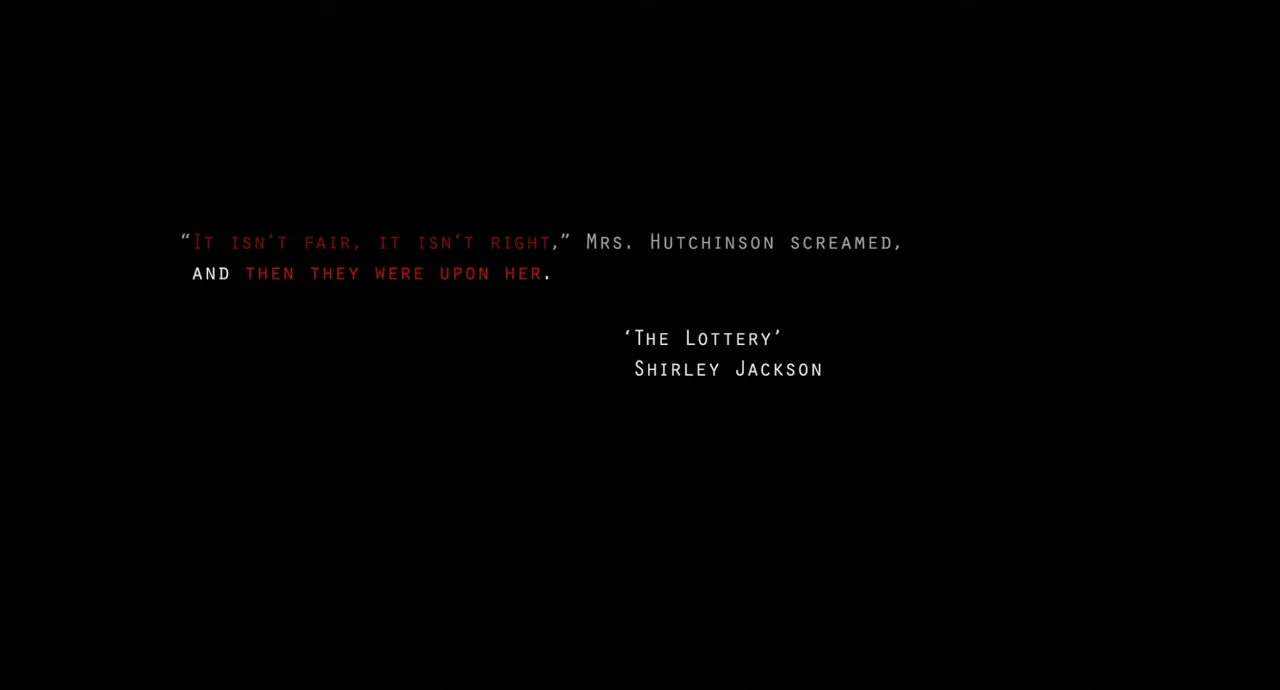 “It isn’t fair, it isn’t right,” Mrs. Hutchinson screamed,
and then they were upon her.
‘The Lottery’
Shirley Jackson